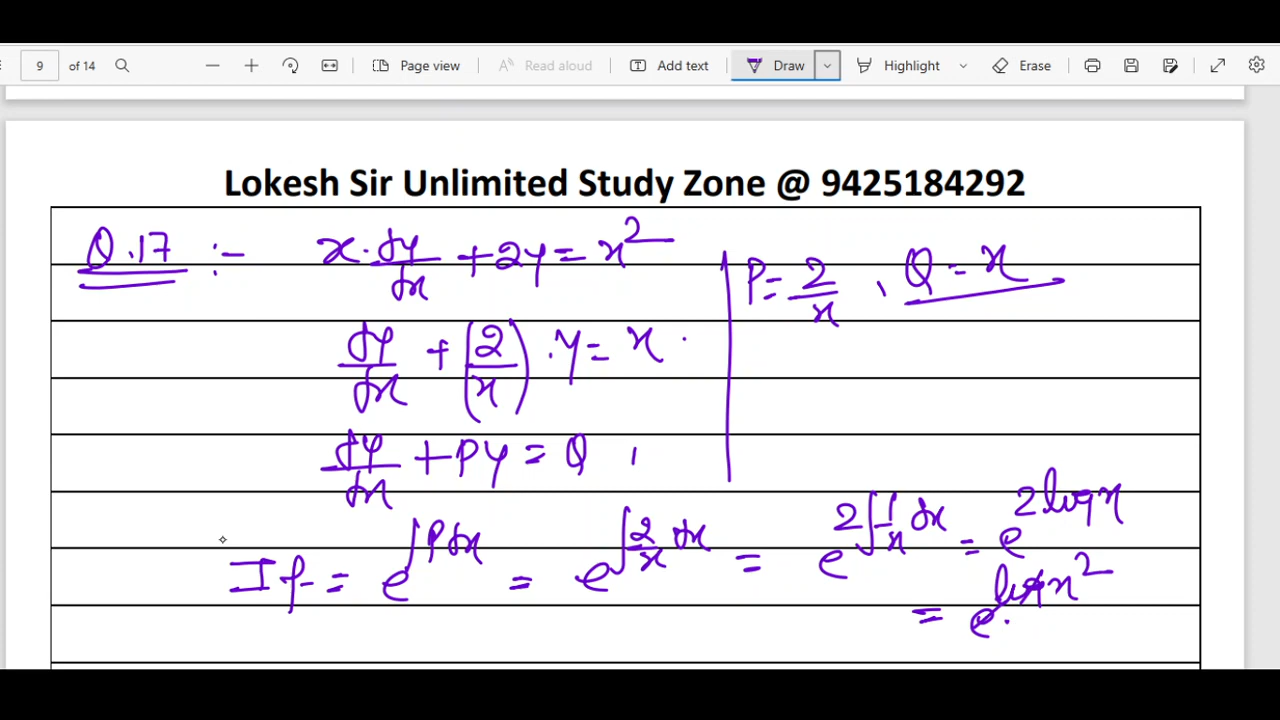 9 of 14 Page view Read aloud Add text Draw Highlight Erase
Lokesh Sir Unlimited Study Zone @ 9425184292
Q.17 :- x·dy/dx + 2y = x²
P = 2/x , Q = x
dy/dx + (2/x) .y = x .
dy/dx + Py = Q ,
If = e^∫Pdx = e^∫2/x dx = e^2∫1/x dx = e^2logx
= e^logx²